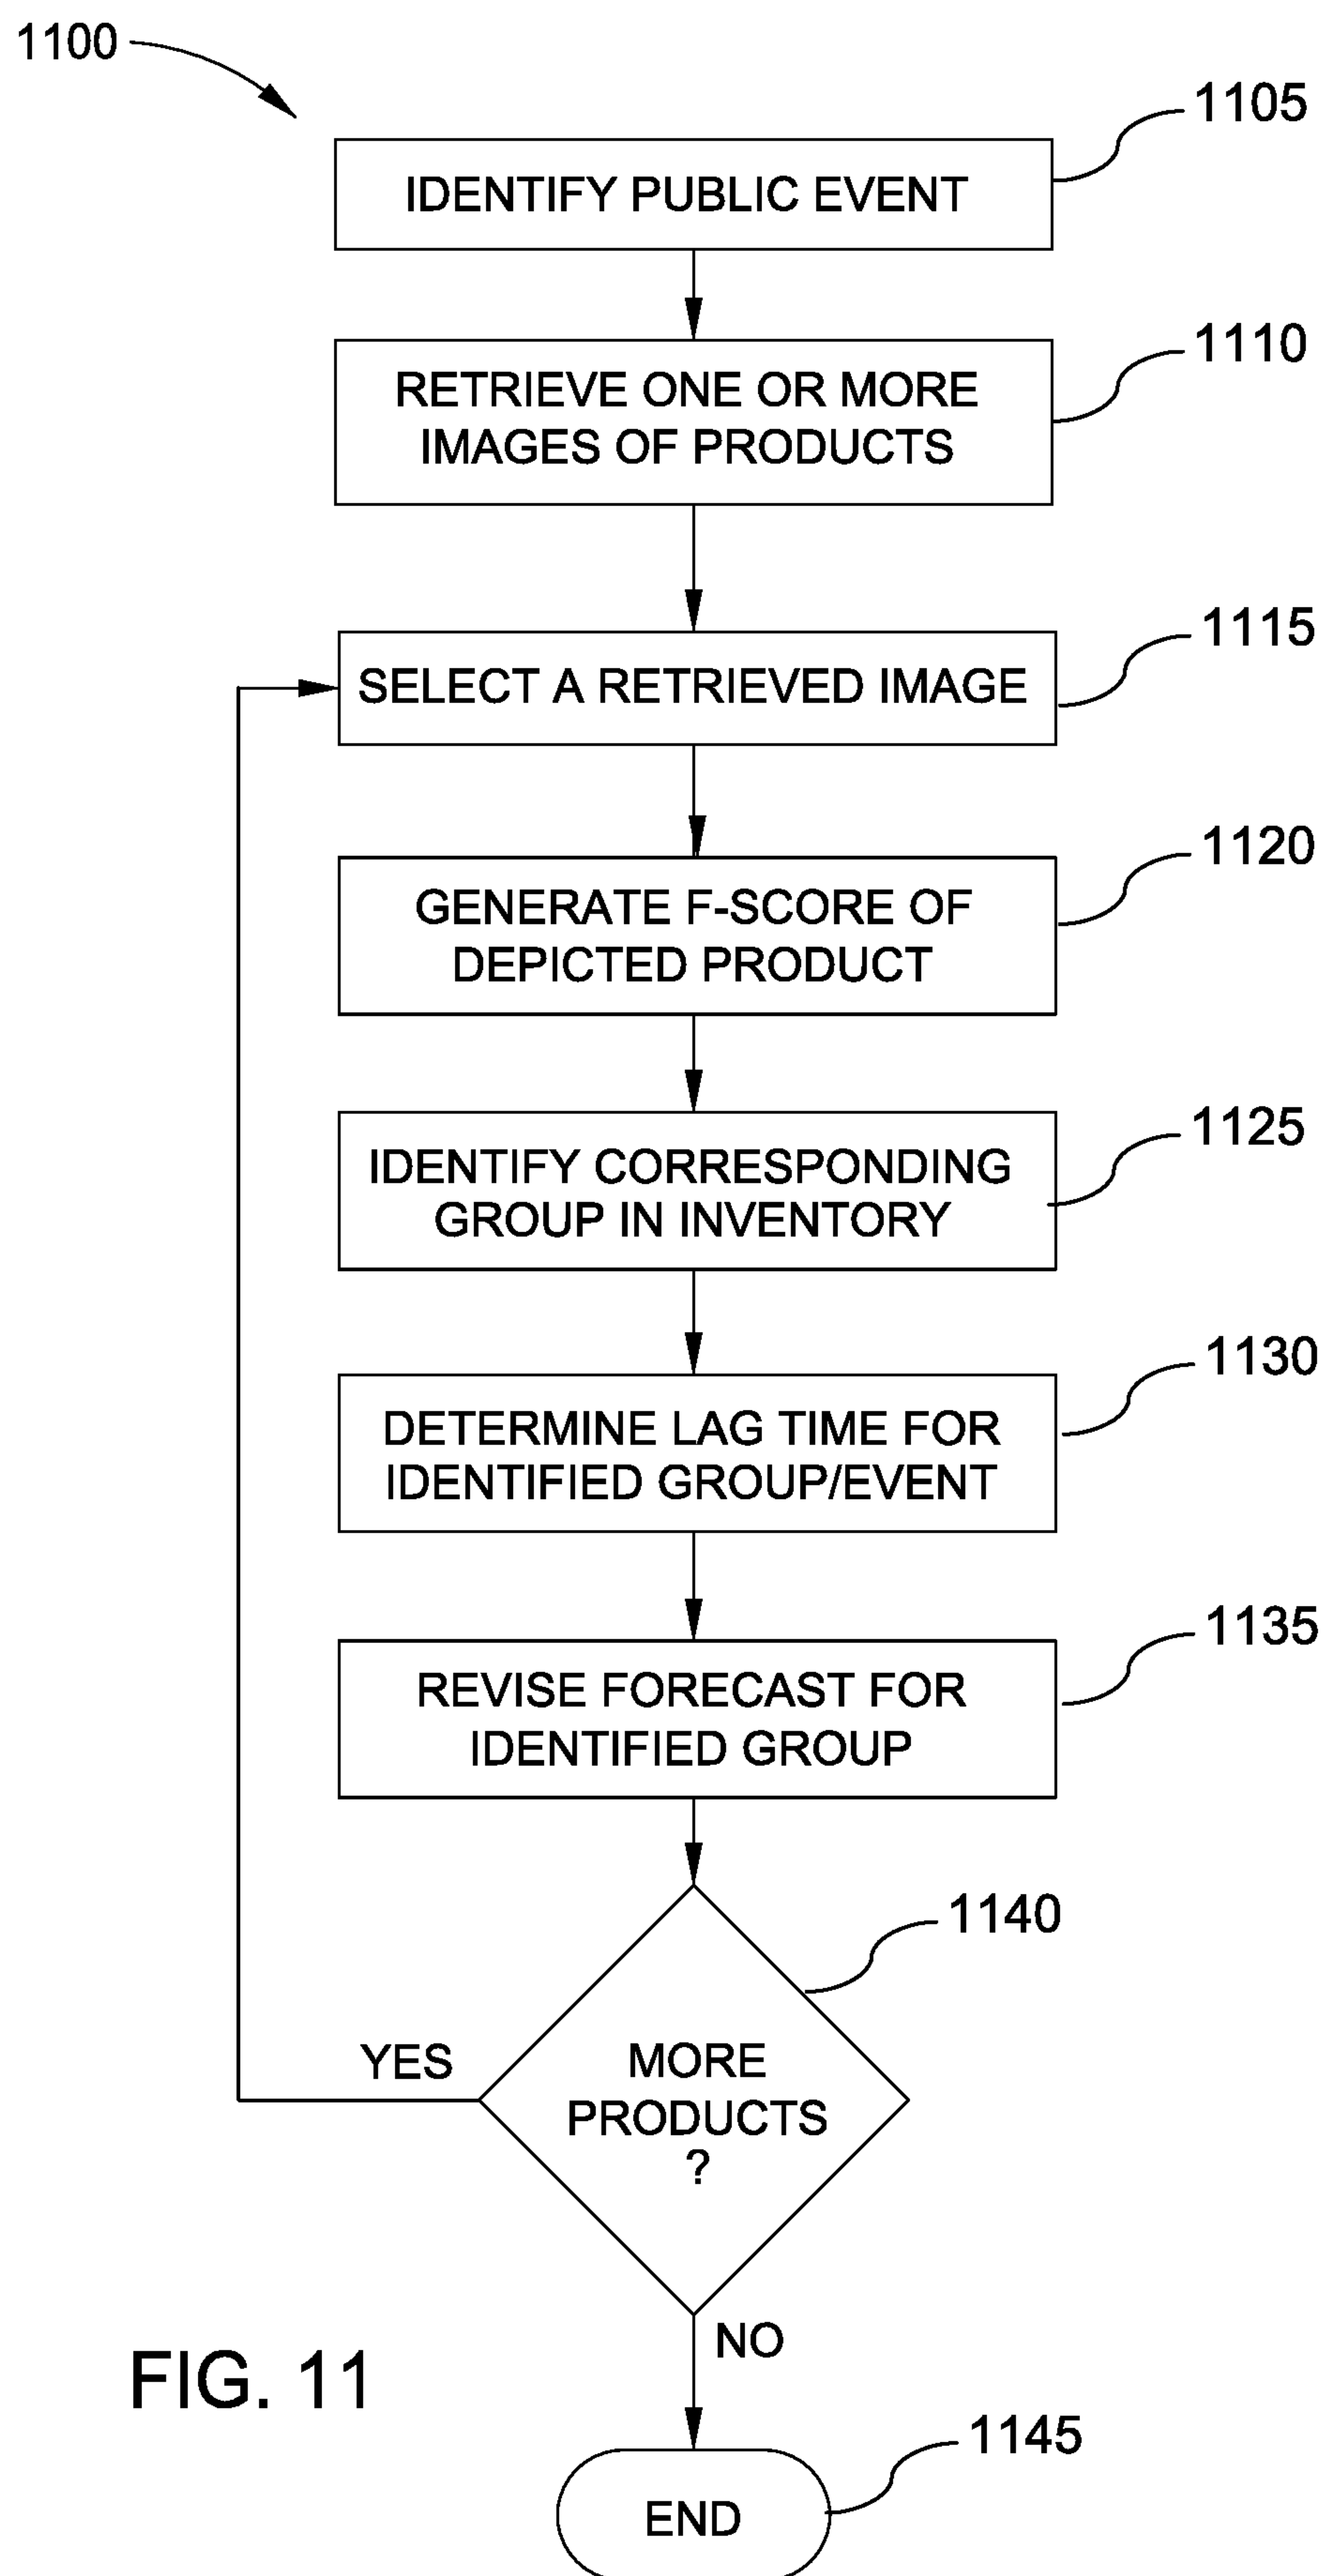 1100
1105
IDENTIFY PUBLIC EVENT
1110
RETRIEVE ONE OR MORE
IMAGES OF PRODUCTS
1115
SELECT A RETRIEVED IMAGE
1120
GENERATE F-SCORE OF
DEPICTED PRODUCT
1125
IDENTIFY CORRESPONDING
GROUP IN INVENTORY
1130
DETERMINE LAG TIME FOR
IDENTIFIED GROUP/EVENT
1135
REVISE FORECAST FOR
IDENTIFIED GROUP
1140
YES
MORE
PRODUCTS
?
NO
FIG. 11
1145
END